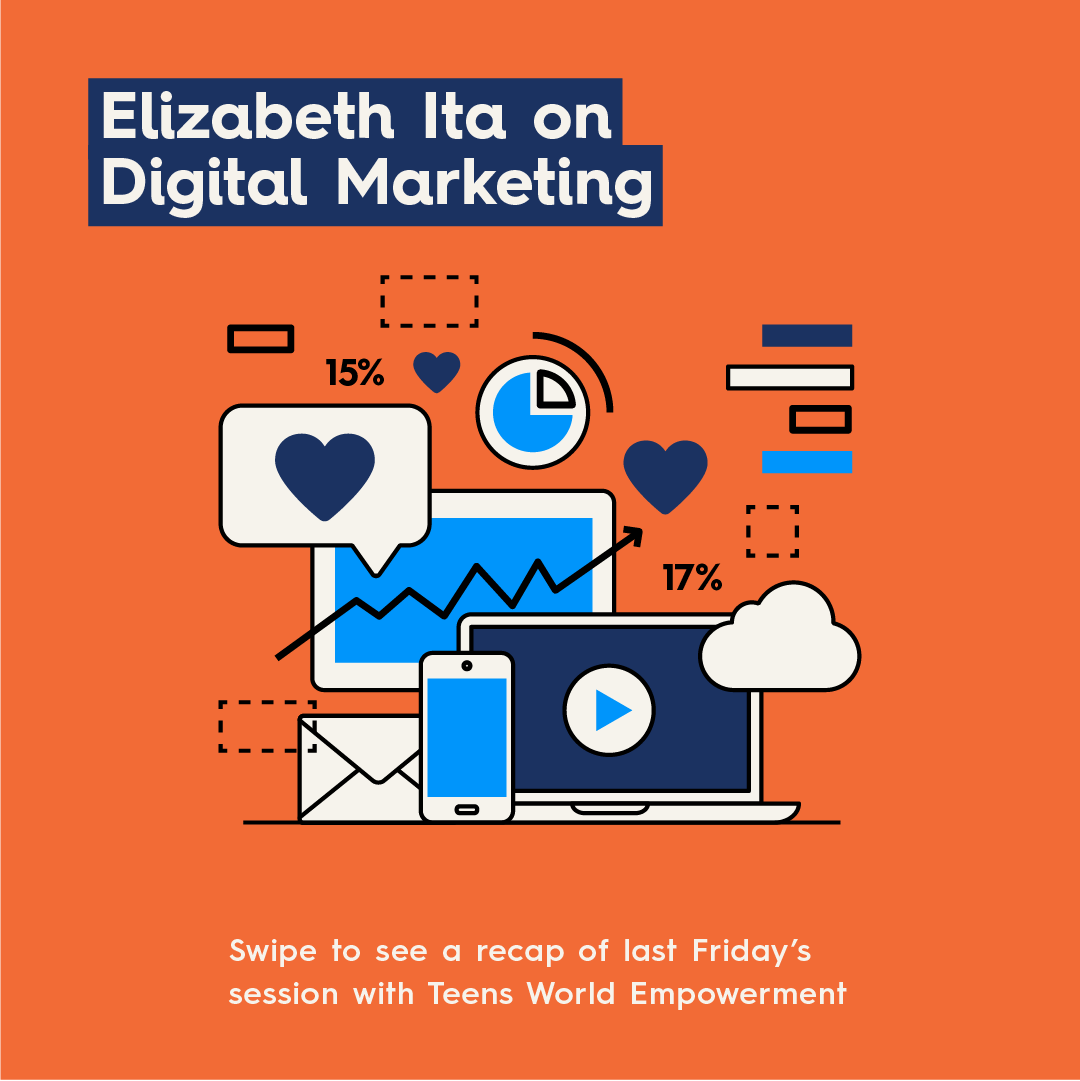 Elizabeth Ita on
Digital Marketing
15%
17%
Swipe to see a recap of last Friday’s
session with Teens World Empowerment